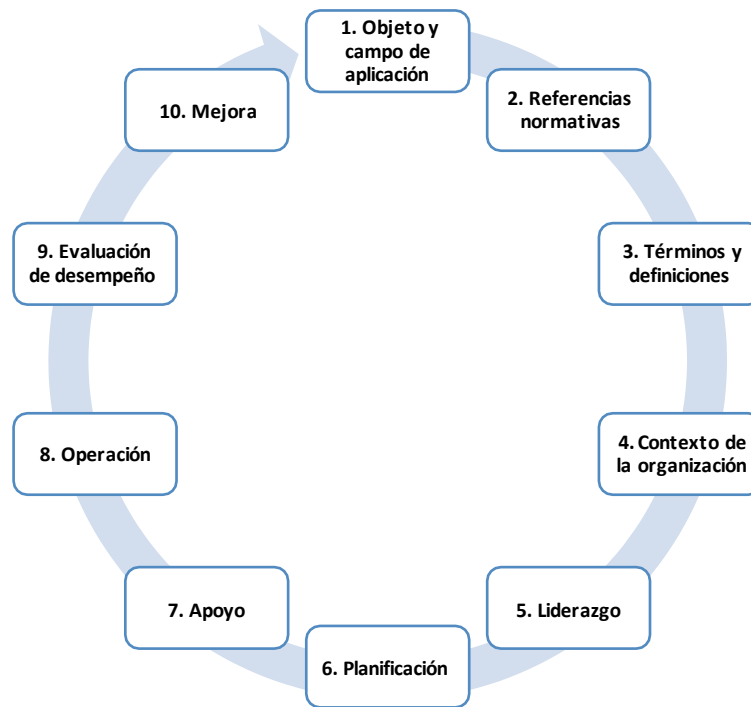 1. Objeto y
campo de
aplicación
2. Referencias
normativas
3. Términos y
definiciones
4. Contexto de
la organización
5. Liderazgo
6. Planificación
7. Apoyo
8. Operación
9. Evaluación
de desempeño
10. Mejora